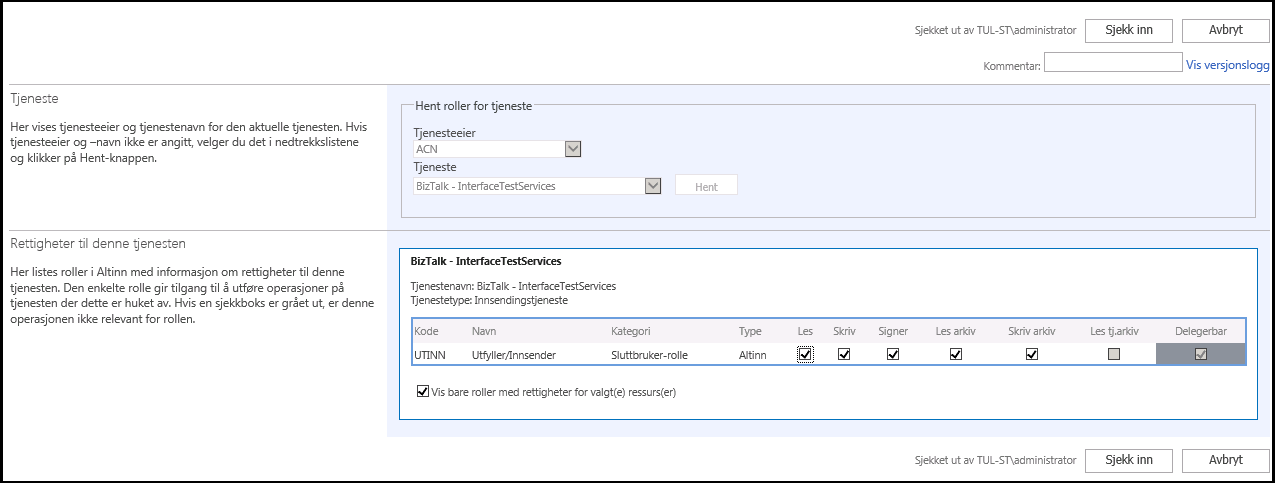 Sjekket ut av TUL-ST\administrator Sjekk inn Avbryt
Kommentar: Vis versjonslogg
Tjeneste
Her vises tjenesteeier og tjenestenavn for den aktuelle tjenesten. Hvis
tjenesteeier og –navn ikke er angitt, velger du det i nedtrekkslistene
og klikker på Hent-knappen.
Hent roller for tjeneste
Tjenesteeier
ACN
Tjeneste
BizTalk - InterfaceTestServices Hent
Rettigheter til denne tjenesten
Her listes roller i Altinn med informasjon om rettigheter til denne
tjenesten. Den enkelte rolle gir tilgang til å utføre operasjoner på
tjenesten der dette er huket av. Hvis en sjekkboks er grået ut, er denne
operasjonen ikke relevant for rollen.
BizTalk - InterfaceTestServices
Tjenestenavn: BizTalk - InterfaceTestServices
Tjenestetype: Innsendingstjeneste
Kode Navn Kategori Type Les Skriv Signer Les arkiv Skriv arkiv Les tj.arkiv Delegerbar
UTINN Utfyller/Innsender Sluttbruker-rolle Altinn
Vis bare roller med rettigheter for valgt(e) ressurs(er)
Sjekket ut av TUL-ST\administrator Sjekk inn Avbryt